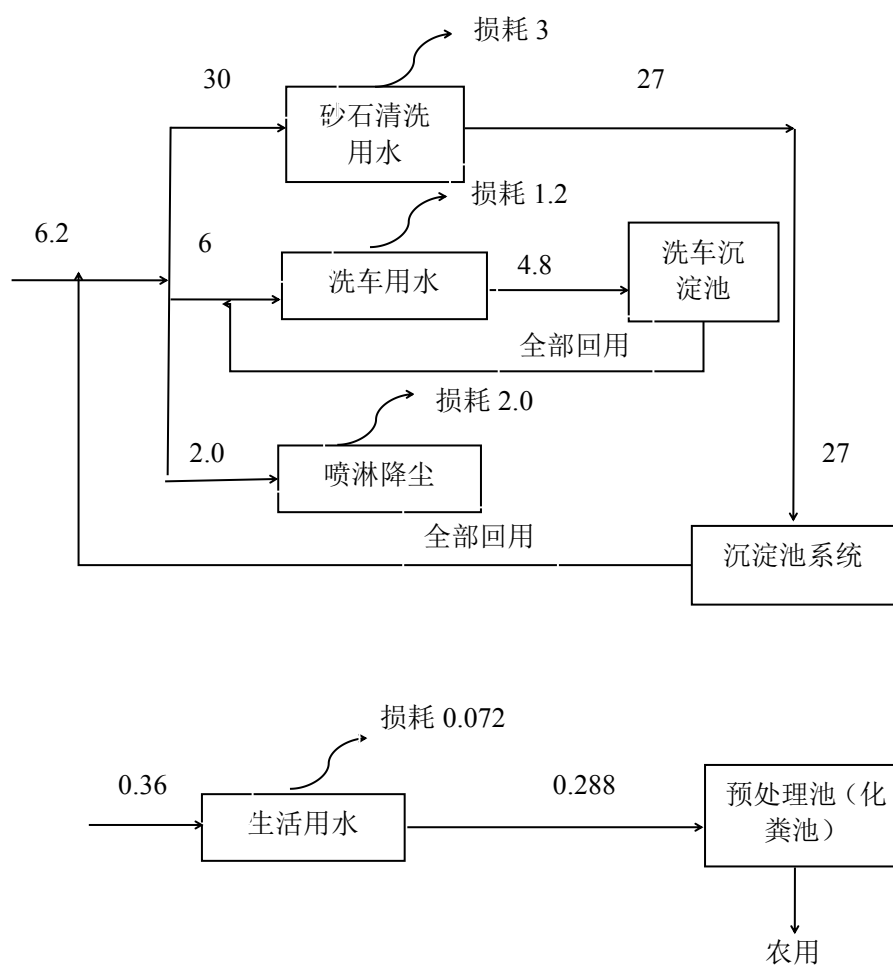 损耗 3
30
27
砂石清洗
用水
损耗 1.2
6.2
6
洗车用水
4.8
洗车沉
淀池
全部回用
损耗 2.0
2.0
喷淋降尘
27
全部回用
沉淀池系统
损耗 0.072
0.36
生活用水
0.288
预处理池（化
粪池）
农用